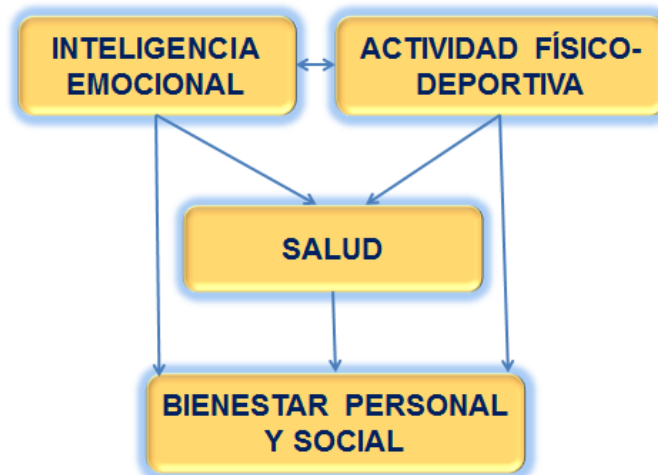 INTELIGENCIA
EMOCIONAL
ACTIVIDAD FÍSICO-
DEPORTIVA
SALUD
BIENESTAR PERSONAL
Y SOCIAL